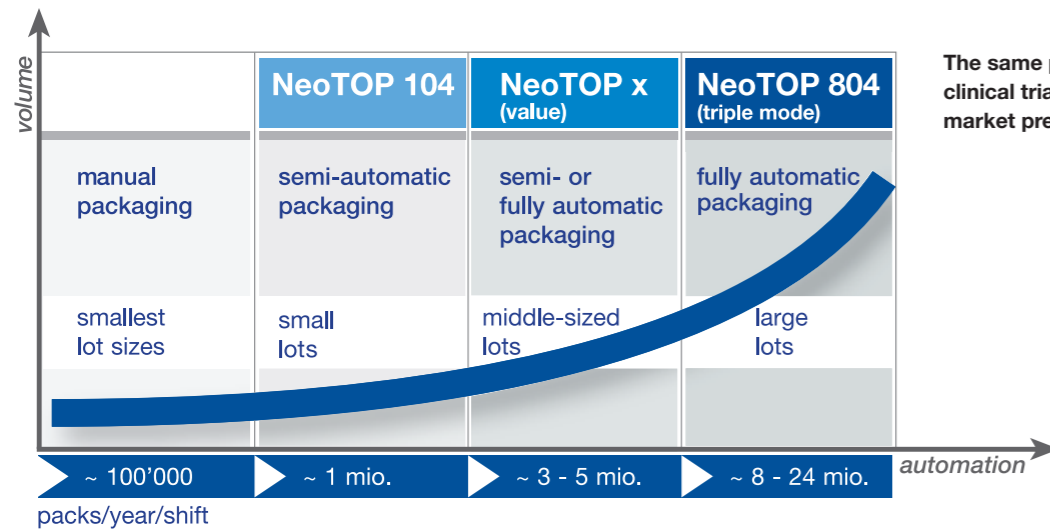 volume
NeoTOP 104
NeoTOP x
(value)
NeoTOP 804
(triple mode)
The same
clinical
market
manual
packaging
semi-automatic
packaging
semi- or
fully automatic
packaging
fully automatic
packaging
smallest
lot sizes
small
lots
middle-sized
lots
large
lots
~ 100'000
~ 1 mio.
~ 3 - 5 mio.
~ 8 - 24 mio.
automation
packs/year/shift